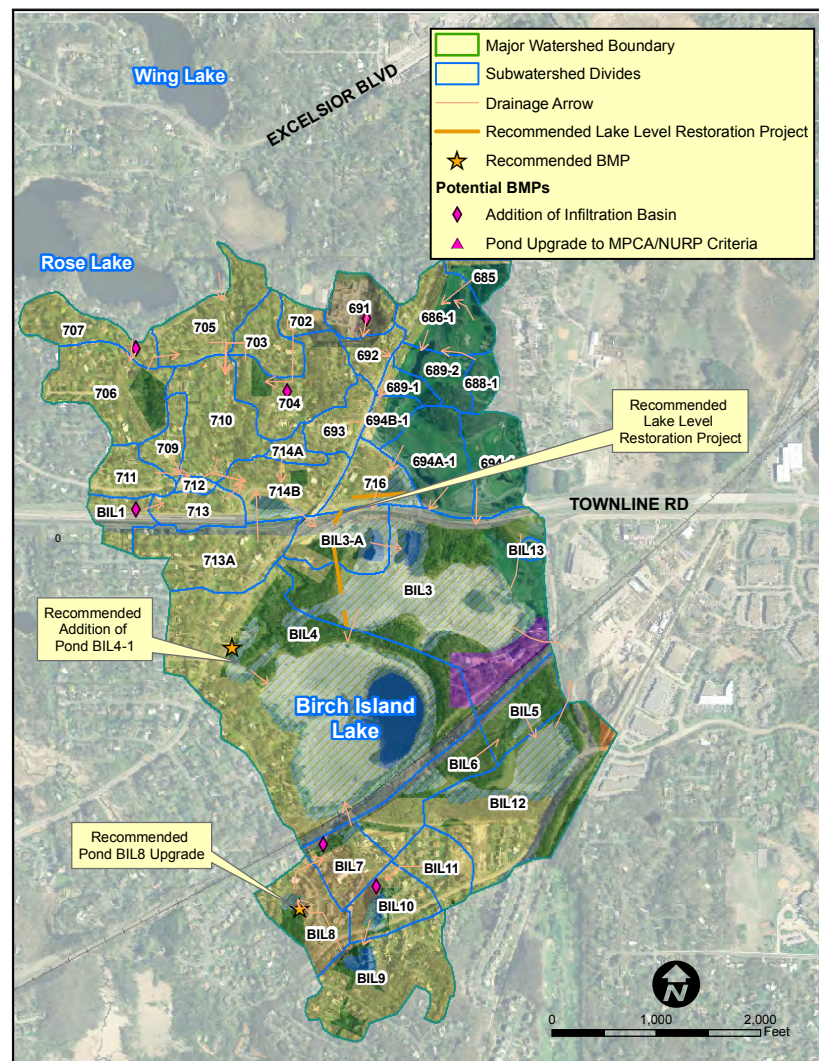 Wing Lake
EXCELSIOR BLVD
Major Watershed Boundary
Subwatershed Divides
Drainage Arrow
Recommended Lake Level Restoration Project
Recommended BMP
Potential BMPs
Addition of Infiltration Basin
Pond Upgrade to MPCA/NURP Criteria
Rose Lake
685
691
686-1
702
707
705
703
692
689-2
688-1
689-1
706
704
710
694B-1
693
Recommended
Lake Level
Restoration Project
709
714A
694A-1
711
712
714B
716
BIL1
713
TOWNLINE RD
0
BIL3-A
BIL13
713A
BIL3
Recommended
Addition of
Pond BIL4-1
BIL4
Birch Island
Lake
BIL5
BIL6
BIL12
Recommended
Pond BIL8 Upgrade
BIL7
BIL11
BIL10
BIL8
BIL9
N
0 1,000 2,000
Feet